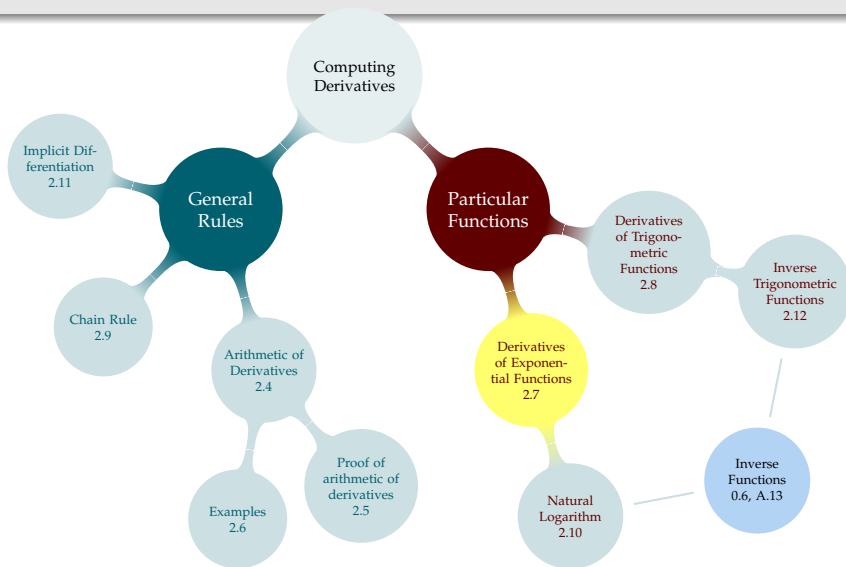 Computing
Derivatives
Implicit Dif-
ferentiation
2.11
General
Rules
Particular
Functions
Derivatives
of Trigono-
metric
Functions
2.8
Inverse
Trigonometric
Functions
2.12
Chain Rule
2.9
Arithmetic of
Derivatives
2.4
Derivatives
of Exponen-
tial Functions
2.7
Proof of
arithmetic of
derivatives
2.5
Examples
2.6
Natural
Logarithm
2.10
Inverse
Functions
0.6, A.13